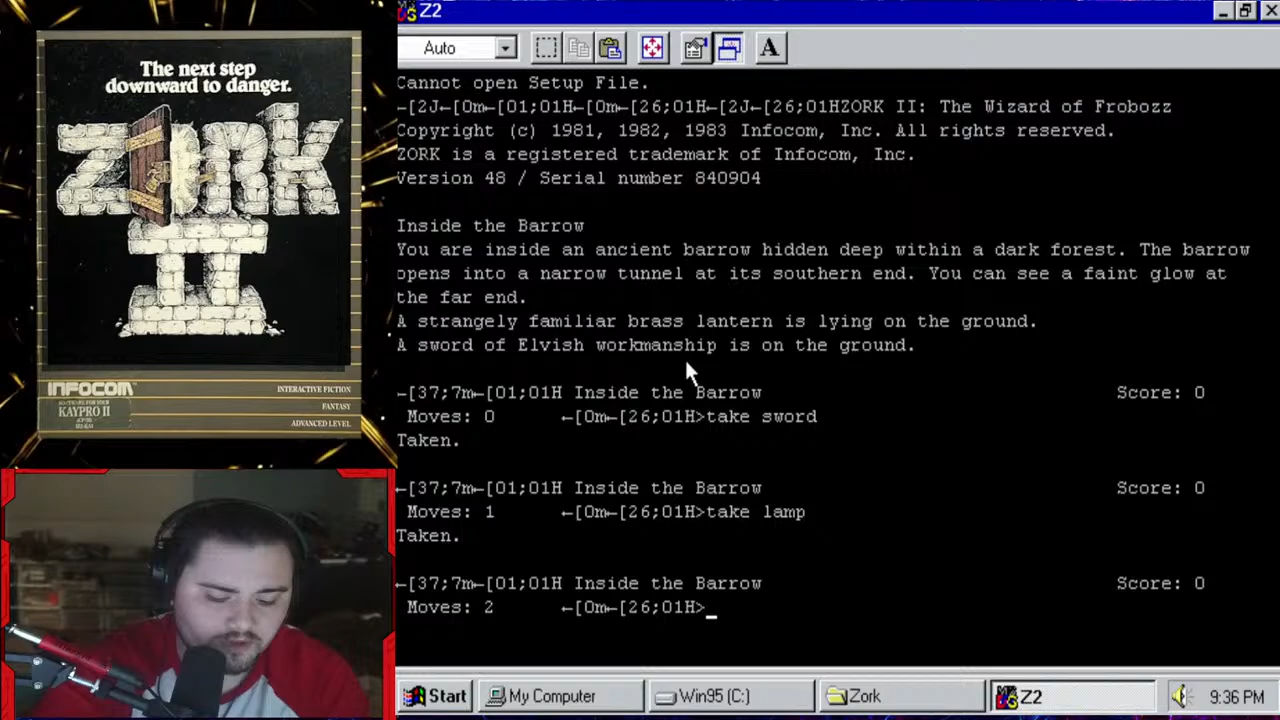 The next step
downward to danger.
ZORK
II
INFOCOM
INTERACTIVE FICTION
KAYPRO II
FANTASY
ADVANCED LEVEL
Z2
Auto
A
Cannot open Setup File.
←[2J←[0m←[01;01H←[0m←[26;01H←[2J←[26;01HZORK II: The Wizard of Frobozz
Copyright (c) 1981, 1982, 1983 Infocom, Inc. All rights reserved.
ZORK is a registered trademark of Infocom, Inc.
Version 48 / Serial number 840904
Inside the Barrow
You are inside an ancient barrow hidden deep within a dark forest. The barrow
opens into a narrow tunnel at its southern end. You can see a faint glow at
the far end.
A strangely familiar brass lantern is lying on the ground.
A sword of Elvish workmanship is on the ground.
←[37;7m←[01;01H Inside the Barrow Score: 0
Moves: 0 ←[0m←[26;01H>take sword
Taken.
←[37;7m←[01;01H Inside the Barrow Score: 0
Moves: 1 ←[0m←[26;01H>take lamp
Taken.
←[37;7m←[01;01H Inside the Barrow Score: 0
Moves: 2 ←[0m←[26;01H>_
Start My Computer Win95 (C:) Zork Z2 9:36 PM